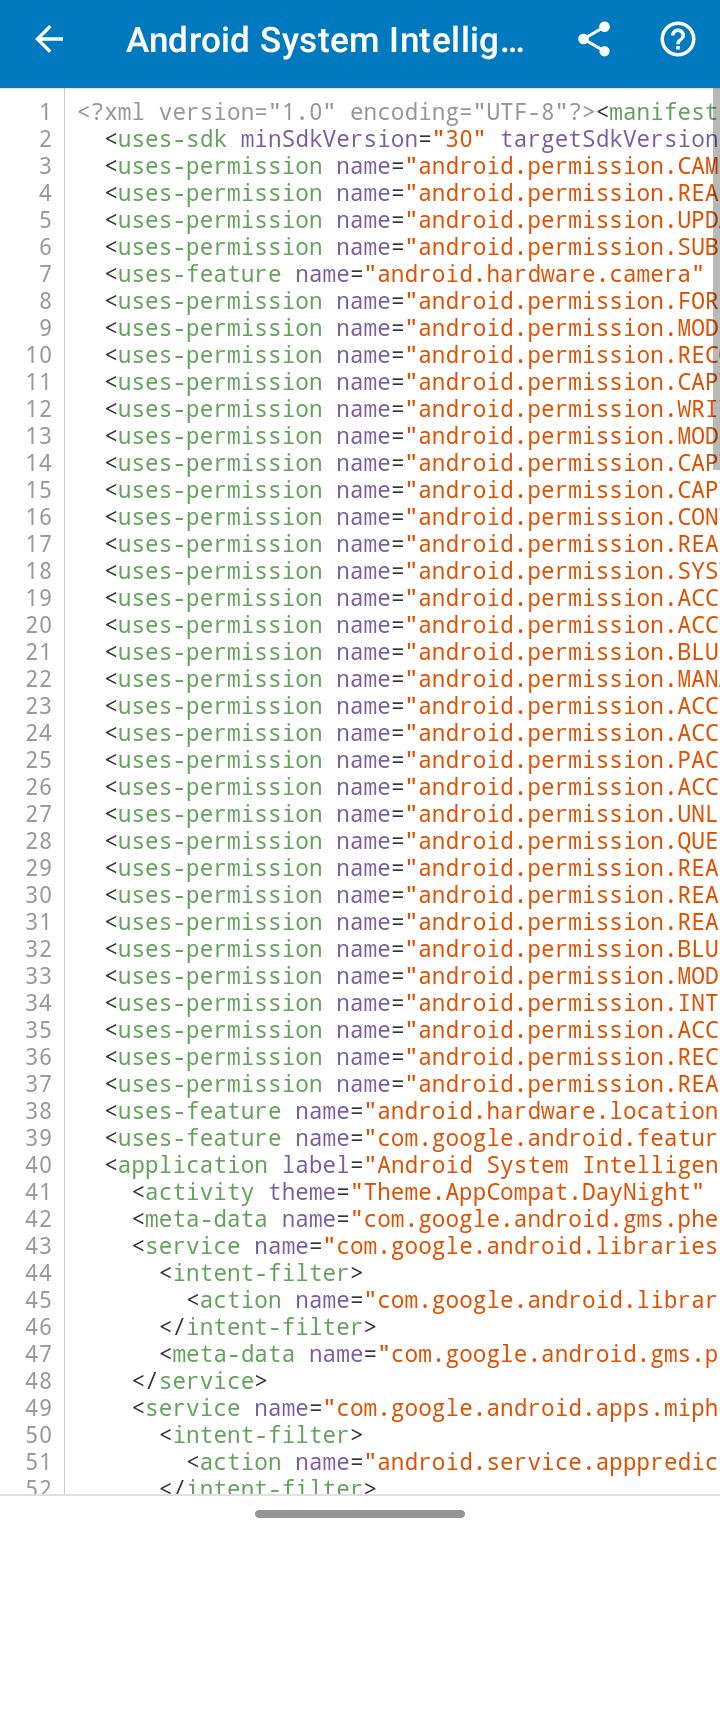 Android System Intellig...
1 <?xml version="1.0" encoding="UTF-8"?><manifest
2 <uses-sdk minSdkVersion="30" targetSdkVersion
3 <uses-permission name="android.permission.CAM
4 <uses-permission name="android.permission.REA
5 <uses-permission name="android.permission.UPD
6 <uses-permission name="android.permission.SUB
7 <uses-feature name="android.hardware.camera"
8 <uses-permission name="android.permission.FOR
9 <uses-permission name="android.permission.MOD
10 <uses-permission name="android.permission.REC
11 <uses-permission name="android.permission.CAP
12 <uses-permission name="android.permission.WRI
13 <uses-permission name="android.permission.MOD
14 <uses-permission name="android.permission.CAP
15 <uses-permission name="android.permission.CAP
16 <uses-permission name="android.permission.CON
17 <uses-permission name="android.permission.REA
18 <uses-permission name="android.permission.SYS
19 <uses-permission name="android.permission.ACC
20 <uses-permission name="android.permission.ACC
21 <uses-permission name="android.permission.BLU
22 <uses-permission name="android.permission.MAN
23 <uses-permission name="android.permission.ACC
24 <uses-permission name="android.permission.ACC
25 <uses-permission name="android.permission.PAC
26 <uses-permission name="android.permission.ACC
27 <uses-permission name="android.permission.UNL
28 <uses-permission name="android.permission.QUE
29 <uses-permission name="android.permission.REA
30 <uses-permission name="android.permission.REA
31 <uses-permission name="android.permission.REA
32 <uses-permission name="android.permission.BLU
33 <uses-permission name="android.permission.MOD
34 <uses-permission name="android.permission.INT
35 <uses-permission name="android.permission.ACC
36 <uses-permission name="android.permission.REC
37 <uses-permission name="android.permission.REA
38 <uses-feature name="android.hardware.location
39 <uses-feature name="com.google.android.featur
40 <application label="Android System Intelligen
41 <activity theme="Theme.AppCompat.DayNight"
42 <meta-data name="com.google.android.gms.phe
43 <service name="com.google.android.libraries
44 <intent-filter>
45 <action name="com.google.android.librar
46 </intent-filter>
47 <meta-data name="com.google.android.gms.p
48 </service>
49 <service name="com.google.android.apps.miph
50 <intent-filter>
51 <action name="android.service.apppredic
52 </intent-filter>